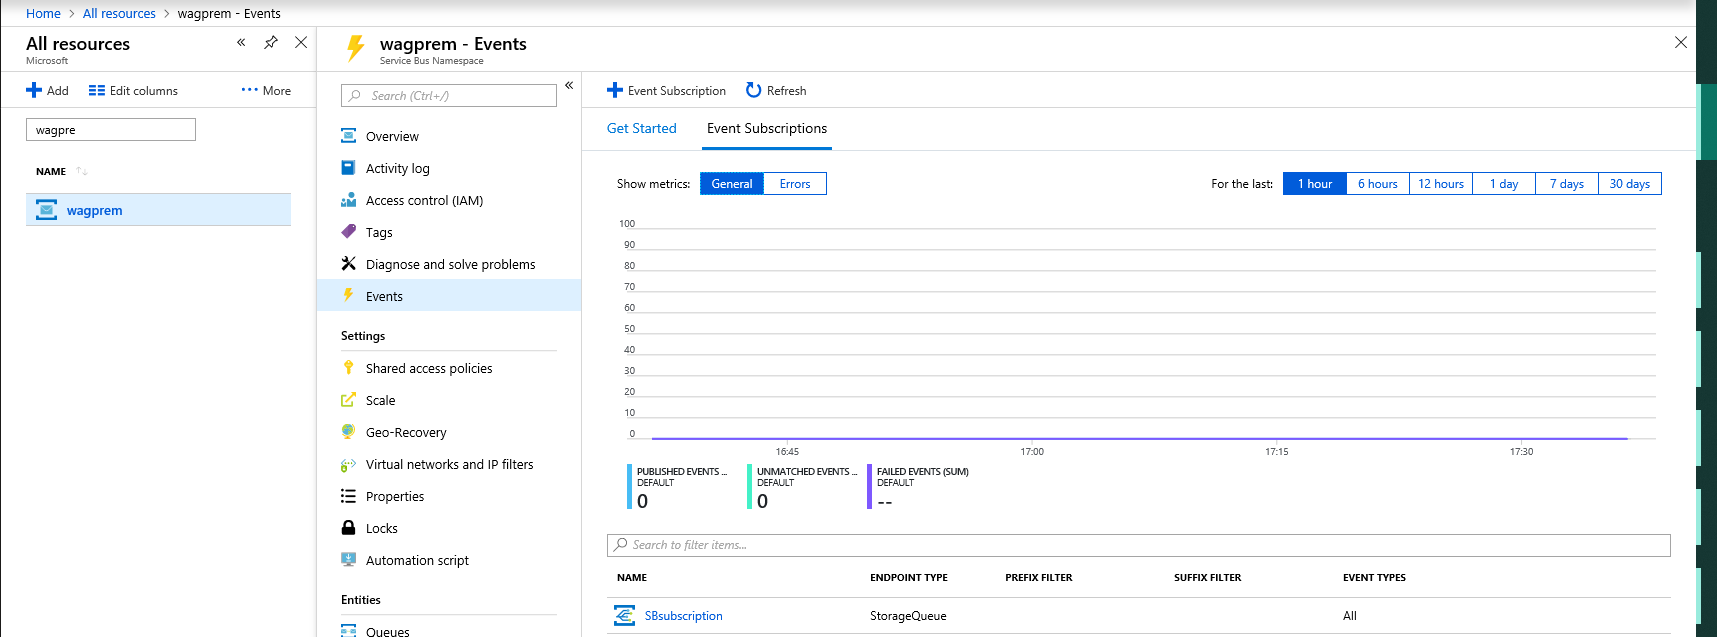 Home > All resources > wagprem - Events
All resources
Microsoft
Add Edit columns More
wagpre
NAME
wagprem
wagprem - Events
Service Bus Namespace
Search (Ctrl+/)
Overview
Activity log
Access control (IAM)
Tags
Diagnose and solve problems
Events
Settings
Shared access policies
Scale
Geo-Recovery
Virtual networks and IP filters
Properties
Locks
Automation script
Entities
Queues
Event Subscription Refresh
Get Started Event Subscriptions
Show metrics: General Errors
For the last: 1 hour 6 hours 12 hours 1 day 7 days 30 days
100
90
80
70
60
50
40
30
20
10
0
16:45 17:00 17:15 17:30
PUBLISHED EVENTS ...
DEFAULT
0
UNMATCHED EVENTS ...
DEFAULT
0
FAILED EVENTS (SUM)
DEFAULT
--
Search to filter items...
NAME ENDPOINT TYPE PREFIX FILTER SUFFIX FILTER EVENT TYPES
SBsubscription StorageQueue All